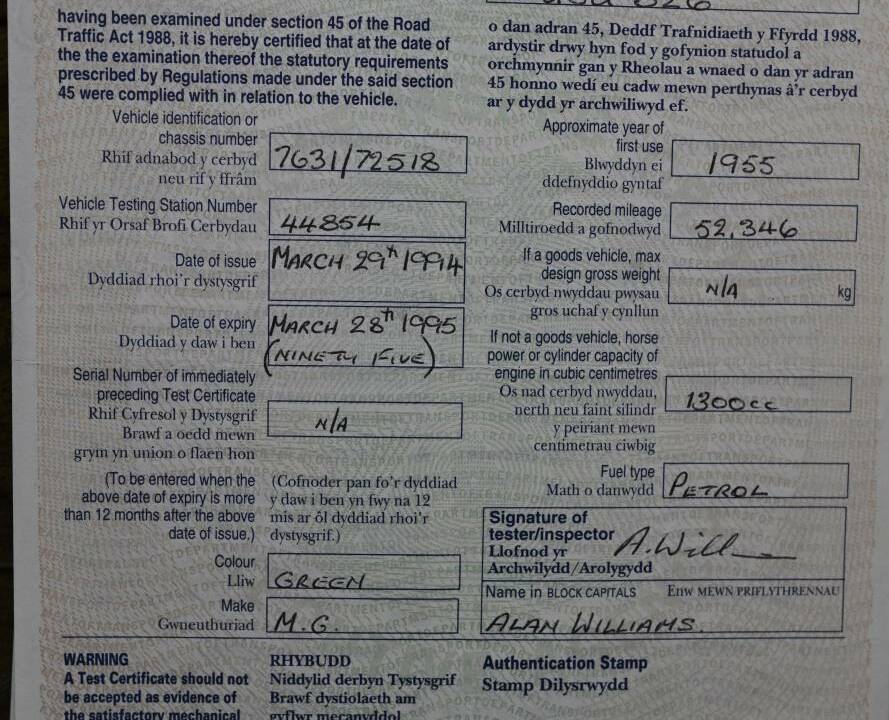 having been examined under section 45 of the Road
Traffic Act 1988, it is hereby certified that at the date of
the the examination thereof the statutory requirements
prescribed by Regulations made under the said section
45 were complied with in relation to the vehicle.
o dan adran 45, Deddf Trafnidiaeth y Ffyrdd 1988,
ardystir drwy hyn fod y gofynion statudol a
orchmynnir gan y Rheolau a wnaed o dan yr adran
45 honno wedi eu cadw mewn perthynas â'r cerbyd
ar y dydd yr archwiliwyd ef.
Vehicle identification or
chassis number
Rhif adnabod y cerbyd
neu rif y ffrâm
7631/72518
Approximate year of
first use
Blwyddyn ei
ddefnyddio gyntaf
1955
Vehicle Testing Station Number
Rhif yr Orsaf Brofi Cerbydau
44854
Recorded mileage
Milltiroedd a gofnodwyd
52,346
Date of issue
Dyddiad rhoi'r dystysgrif
MARCH 29th 1994
If a goods vehicle, max
design gross weight
Os cerbyd nwyddau pwysau
gros uchaf y cynllun
N/A
kg
Date of expiry
Dyddiad y daw i ben
MARCH 28th 1995
(NINETY FIVE)
If not a goods vehicle, horse
power or cylinder capacity of
engine in cubic centimetres
Os nad cerbyd nwyddau,
nerth neu faint silindr
y peiriant mewn
centimetrau ciwbig
1300cc
Serial Number of immediately
preceding Test Certificate
Rhif Cyfresol y Dystysgrif
Brawf a oedd mewn
grym yn union o flaen hon
N/A
(To be entered when the
above date of expiry is more
than 12 months after the above
date of issue.)
(Cofnoder pan fo'r dyddiad
y daw i ben yn fwy na 12
mis ar ôl dyddiad rhoi'r
dystysgrif.)
Fuel type
Math o danwydd
PETROL
Signature of
tester/inspector
Llofnod yr
Archwilydd/Arolygydd
A. Will
Colour
Lliw
GREEN
Name in BLOCK CAPITALS Enw MEWN PRIFLYTHRENNAU
ALAN WILLIAMS.
Make
Gwneuthuriad
M.G.
WARNING
A Test Certificate should not
be accepted as evidence of
the satisfactory mechanical
RHYBUDD
Niddylid derbyn Tystysgrif
Brawf dystiolaeth am
gyflwr mecanyddol
Authentication Stamp
Stamp Dilysrwydd